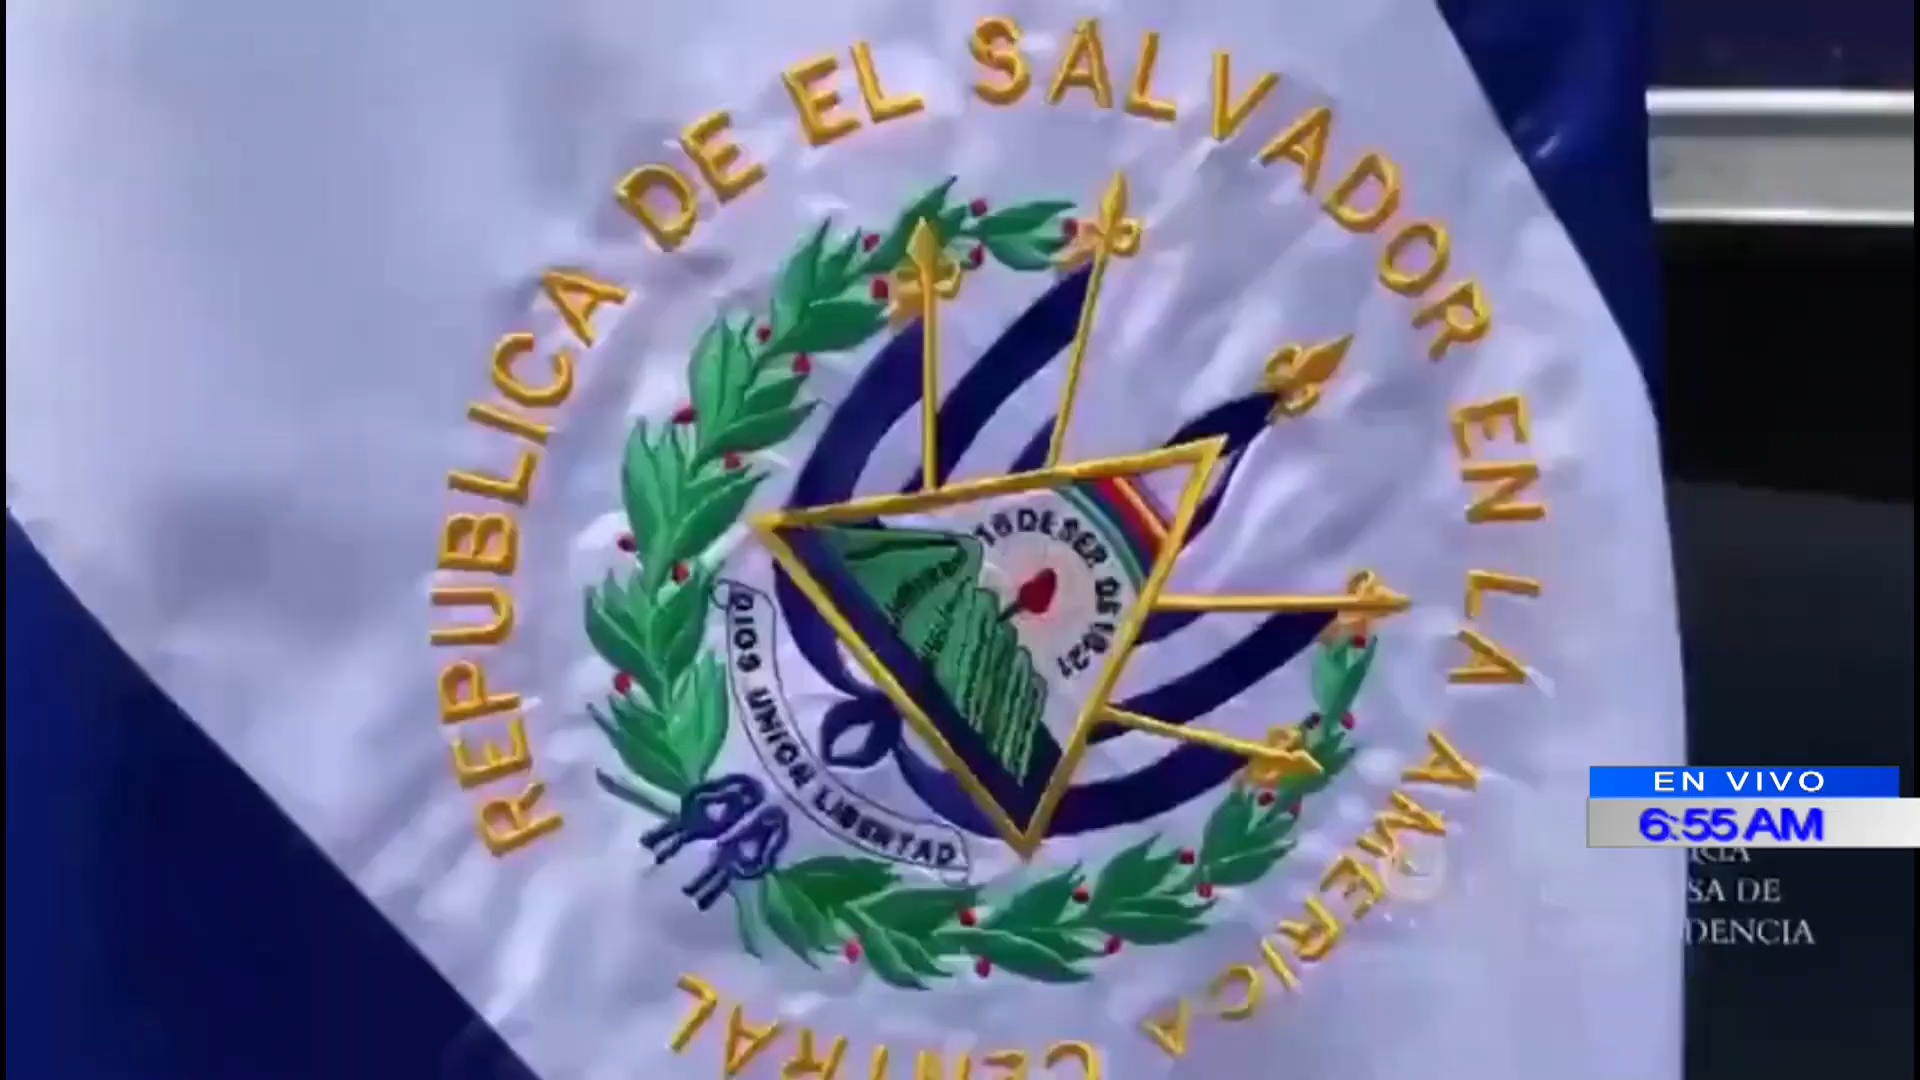 REPUBLICA DE EL SALVADOR EN LA AMERICA CENTRAL
15 DE SER DE 1821
DIOS UNION LIBERTAD
EN VIVO
6:55 AM
SA DE
DENCIA